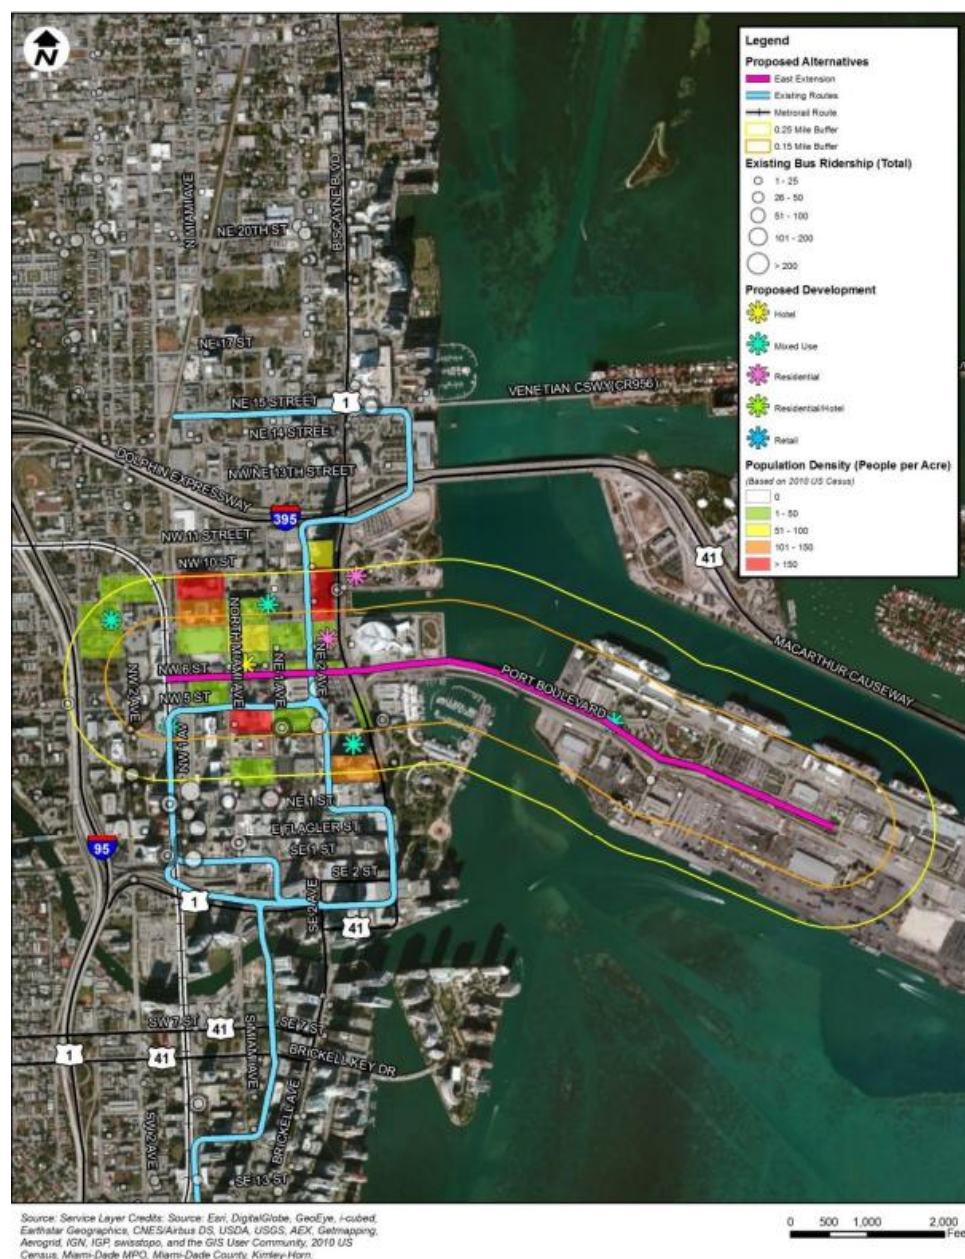 N
Legend
Proposed Alternatives
East Extension
Existing Routes
Metrorail Route
0.25 Mile Buffer
0.15 Mile Buffer
Existing Bus Ridership (Total)
1 - 25
26 - 50
51 - 100
101 - 200
> 200
Proposed Development
Hotel
Mixed Use
Residential
Residential/Hotel
Retail
Population Density (People per Acre)
(Based on 2010 US Cesus)
0
1 - 50
51 - 100
101 - 150
> 150
N MIAMI AVE
BISCAYNE BLVD
NE 20TH ST
NE 17 ST
VENETIAN CSWY(CR956)
NE 15 STREET
1
NE 14 STREET
NW/NE 13TH STREET
DOLPHIN EXPRESSWAY
395
NW 11 STREET
41
NW 10 ST
NORTH MIAMI AVE
NE 1 AVE
NE 2 AVE
MACARTHUR CAUSEWAY
NW 2 AVE
NW 6 ST
PORT BOULEVARD
NW 5 ST
NW 1 AVE
NE 1 ST
E FLAGLER ST
95
SE 1 ST
SE 2 ST
1
SE 2 AVE
41
SW 7 ST
41
SE 7 ST
1
41
S MIAMI AVE
BRICKELL KEY DR
SW 2 AVE
BRICKELL AVE
SE 13 ST
Source: Service Layer Credits: Source: Esri, DigitalGlobe, GeoEye, i-cubed,
Earthstar Geographics, CNES/Airbus DS, USDA, USGS, AEX, Getmapping,
Aerogrid, IGN, IGP, swisstopo, and the GIS User Community, 2010 US
Census, Miami-Dade MPO, Miami-Dade County, Kimley-Horn.
0 500 1,000 2,000
Fee